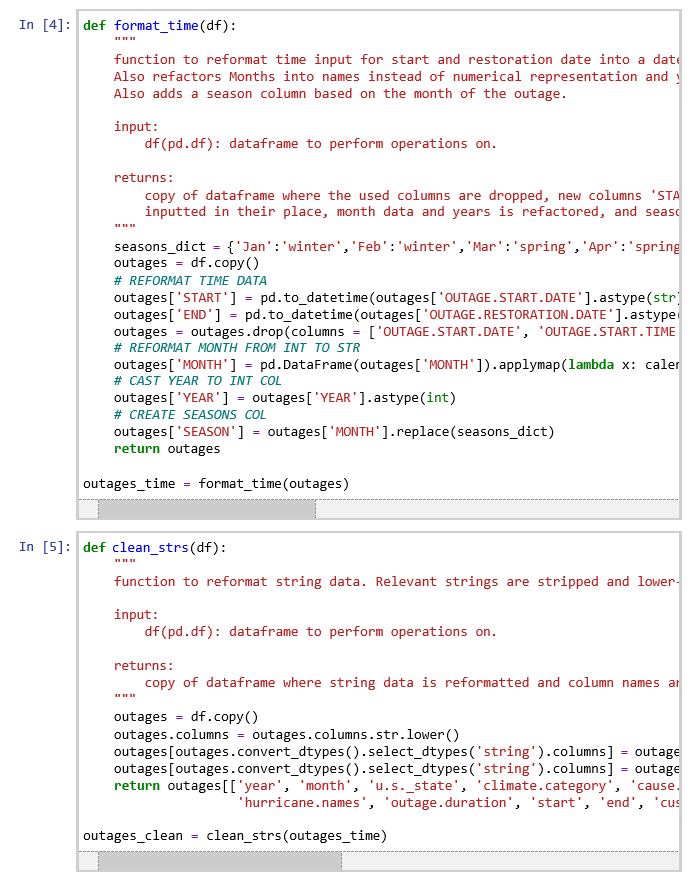 In [4]: def format_time(df):
"""
function to reformat time input for start and restoration date into a date
Also refactors Months into names instead of numerical representation and y
Also adds a season column based on the month of the outage.
input:
df(pd.df): dataframe to perform operations on.
returns:
copy of dataframe where the used columns are dropped, new columns 'STA
inputted in their place, month data and years is refactored, and seaso
"""
seasons_dict = {'Jan':'winter','Feb':'winter','Mar':'spring','Apr':'spring
outages = df.copy()
# REFORMAT TIME DATA
outages['START'] = pd.to_datetime(outages['OUTAGE.START.DATE'].astype(str)
outages['END'] = pd.to_datetime(outages['OUTAGE.RESTORATION.DATE'].astype(
outages = outages.drop(columns = ['OUTAGE.START.DATE', 'OUTAGE.START.TIME
# REFORMAT MONTH FROM INT TO STR
outages['MONTH'] = pd.DataFrame(outages['MONTH']).applymap(lambda x: calen
# CAST YEAR TO INT COL
outages['YEAR'] = outages['YEAR'].astype(int)
# CREATE SEASONS COL
outages['SEASON'] = outages['MONTH'].replace(seasons_dict)
return outages
outages_time = format_time(outages)
In [5]: def clean_strs(df):
"""
function to reformat string data. Relevant strings are stripped and lower-
input:
df(pd.df): dataframe to perform operations on.
returns:
copy of dataframe where string data is reformatted and column names ar
"""
outages = df.copy()
outages.columns = outages.columns.str.lower()
outages[outages.convert_dtypes().select_dtypes('string').columns] = outage
outages[outages.convert_dtypes().select_dtypes('string').columns] = outage
return outages[['year', 'month', 'u.s._state', 'climate.category', 'cause.
'hurricane.names', 'outage.duration', 'start', 'end', 'cus
outages_clean = clean_strs(outages_time)